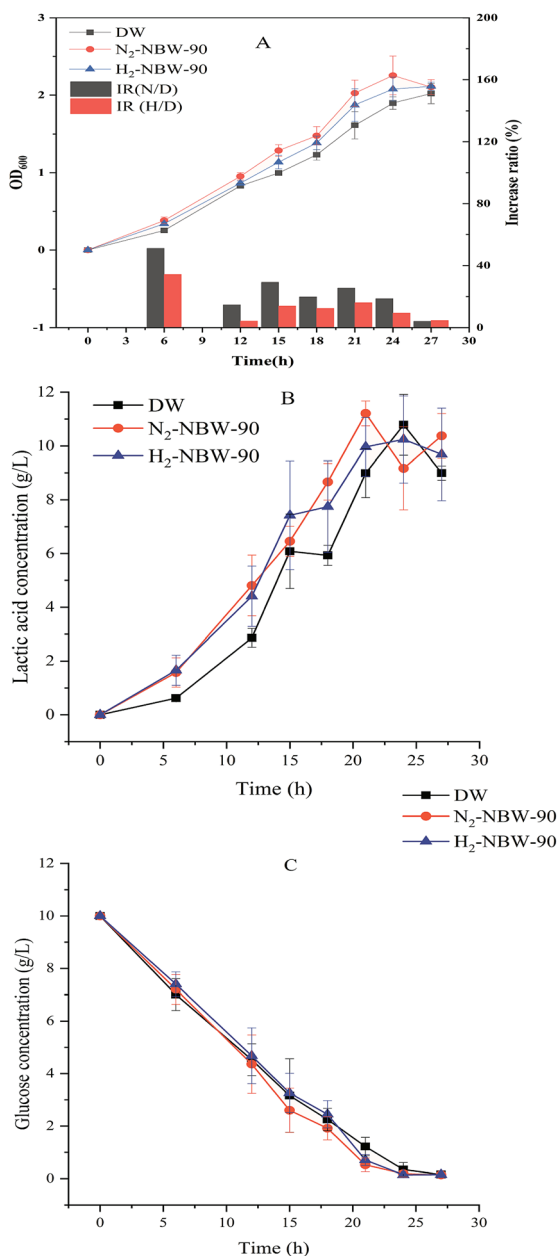 A
DW
N₂-NBW-90
H₂-NBW-90
IR(N/D)
IR (H/D)
3
2
1
0
-1
OD₆₀₀
200
160
120
80
40
0
Increase ratio (%)
0 3 6 9 12 15 18 21 24 27
Time(h)
B
DW
N₂-NBW-90
H₂-NBW-90
12
10
8
6
4
2
0
Lactic acid concentration (g/L)
0 5 10 15 20 25 30
Time (h)
DW
N₂-NBW-90
H₂-NBW-90
C
12
10
8
6
4
2
0
Glucose concentration (g/L)
0 5 10 15 20 25 30
Time (h)